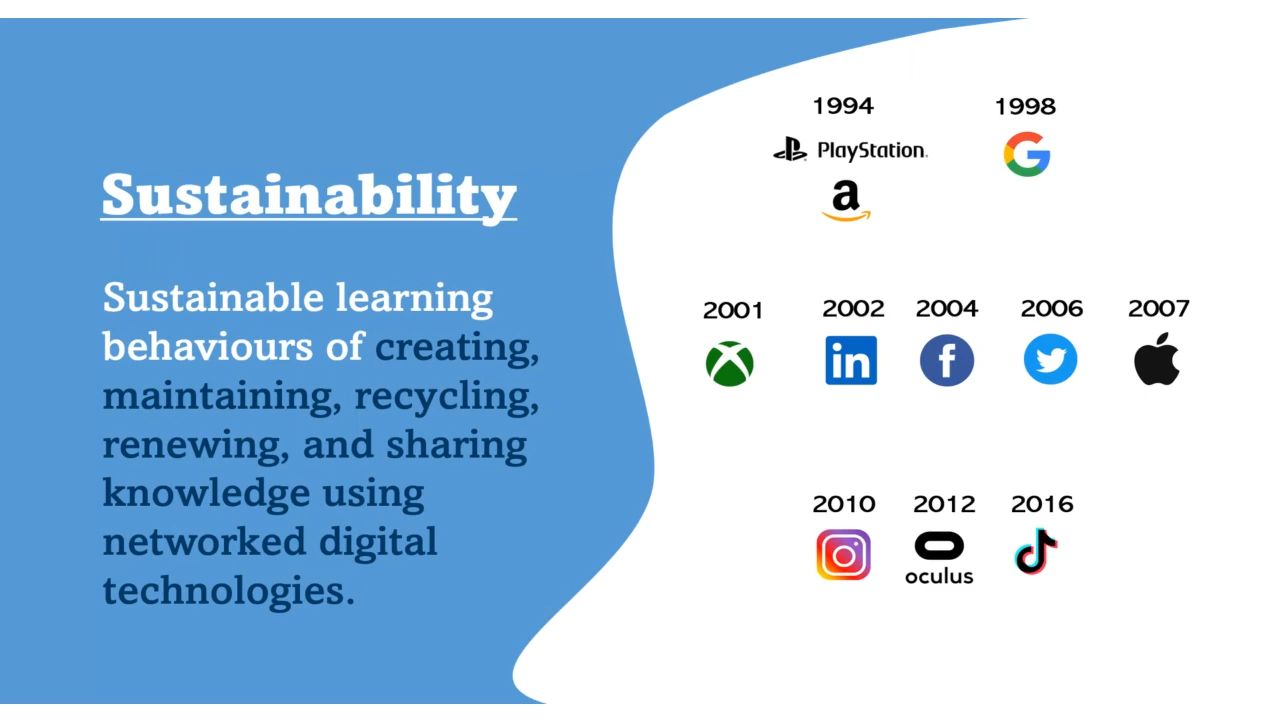 Sustainability
Sustainable learning
behaviours of creating,
maintaining, recycling,
renewing, and sharing
knowledge using
networked digital
technologies.
1994
PlayStation.
a
1998
G
2001
2002
in
2004
f
2006
2007
2010
2012
oculus
2016